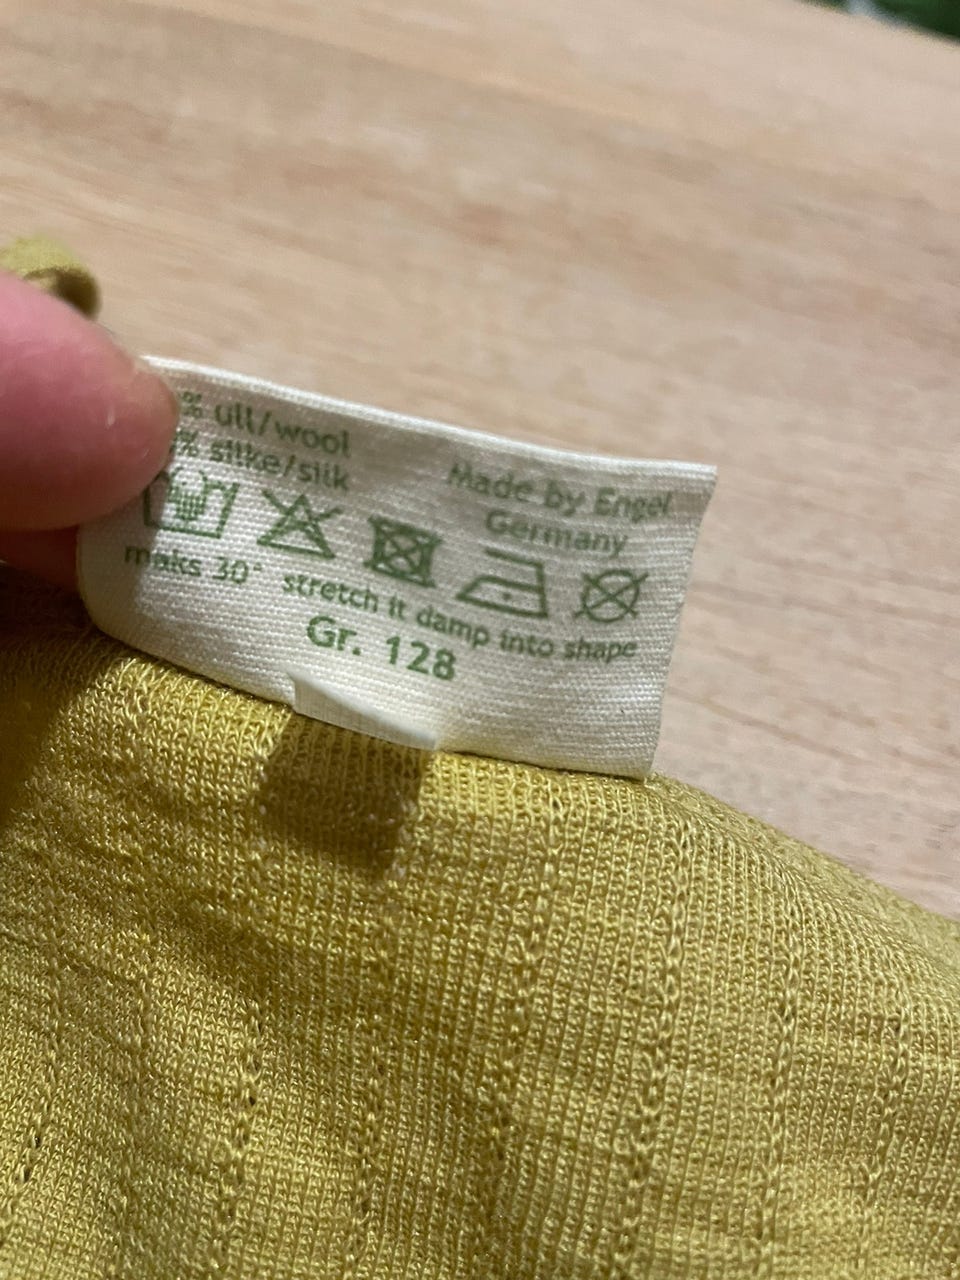 % ull/wool
% silke/silk
Made by Engel
Germany
maks 30° stretch it damp into shape
Gr. 128